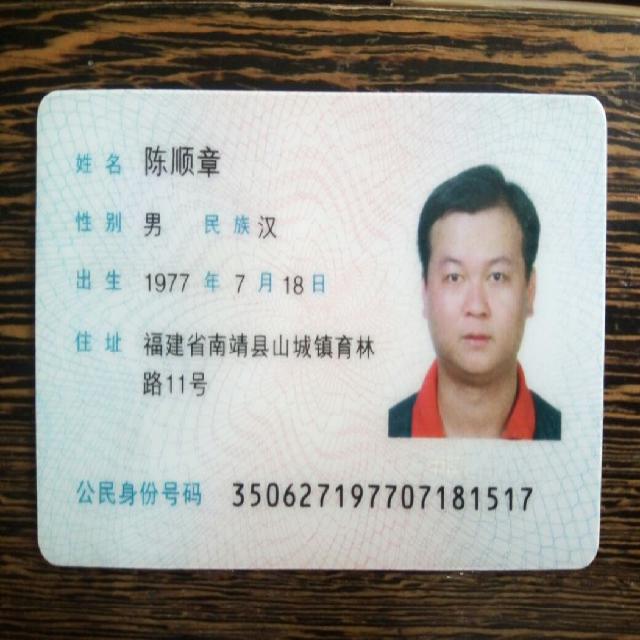 姓名 陈顺章
性别 男 民族 汉
出生 1977 年 7 月 18 日
住址 福建省南靖县山城镇育林
路11号
公民身份号码 350627197707181517